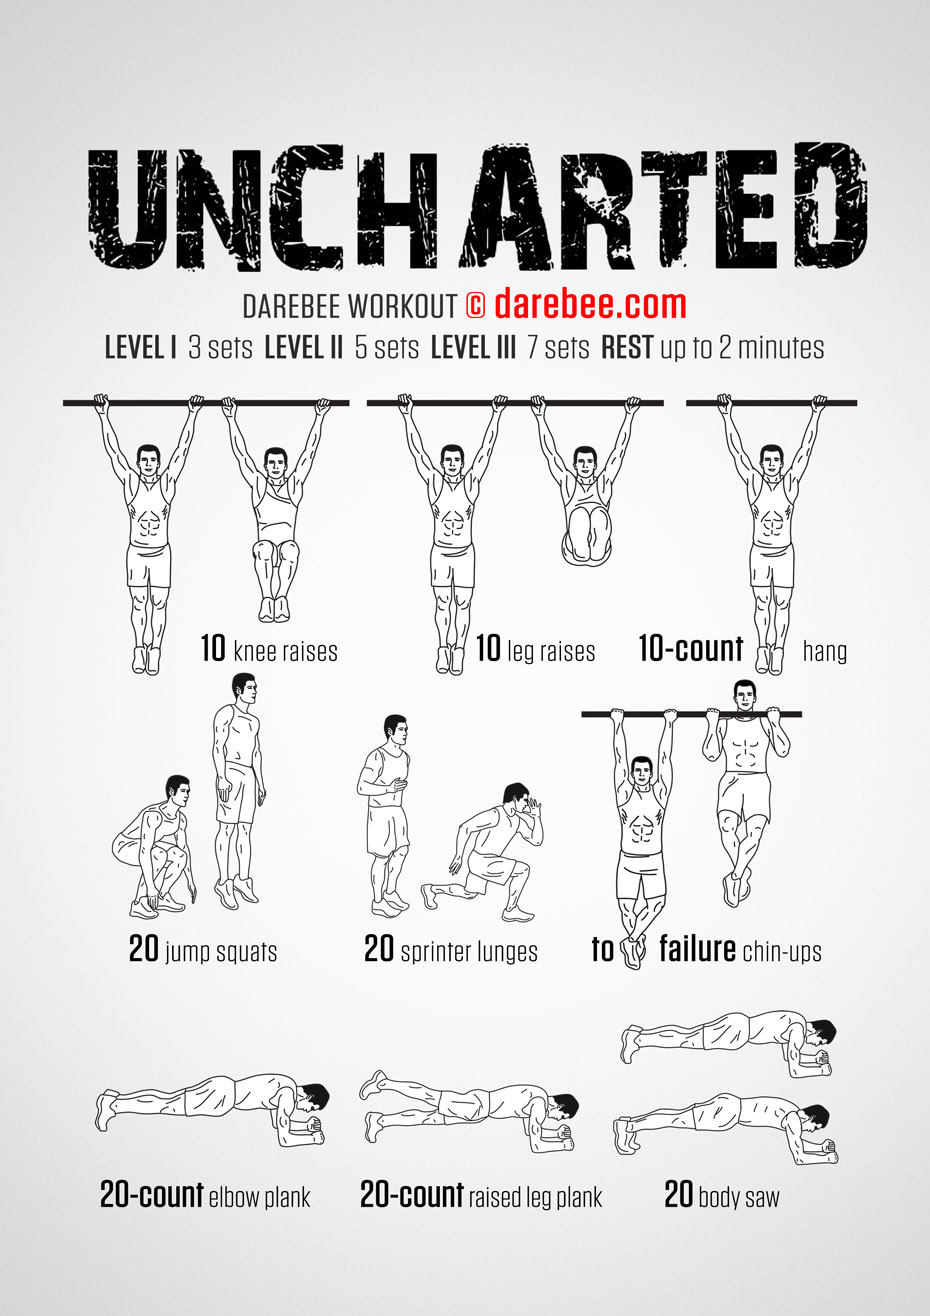 UNCHARTED
DAREBEE WORKOUT © darebee.com
LEVEL I 3 sets LEVEL II 5 sets LEVEL III 7 sets REST up to 2 minutes
10 knee raises
10 leg raises
10-count hang
20 jump squats
20 sprinter lunges
to failure chin-ups
20-count elbow plank
20-count raised leg plank
20 body saw